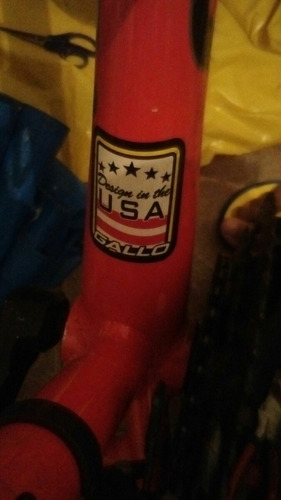 Design in the
USA
GALLO